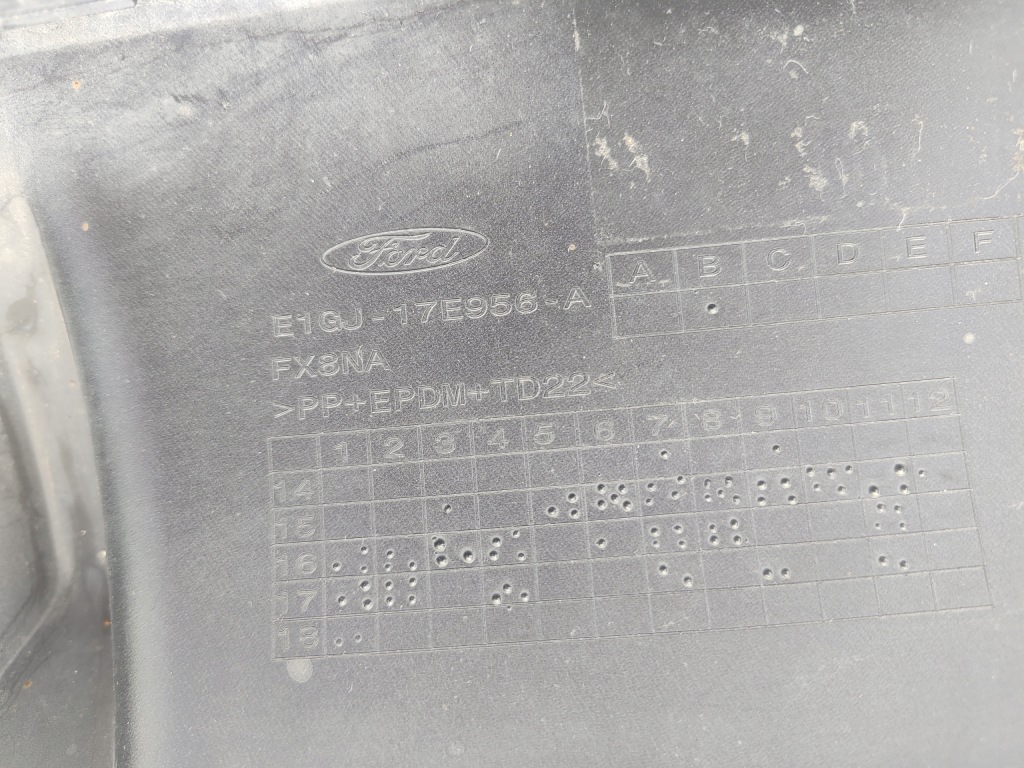 Ford
E1GJ-17E956-A
FX8NA
>PP+EPDM+TD22<
A B C D E F
1 2 3 4 5 6 7 8 9 10 11 12
14
15
16
17
18